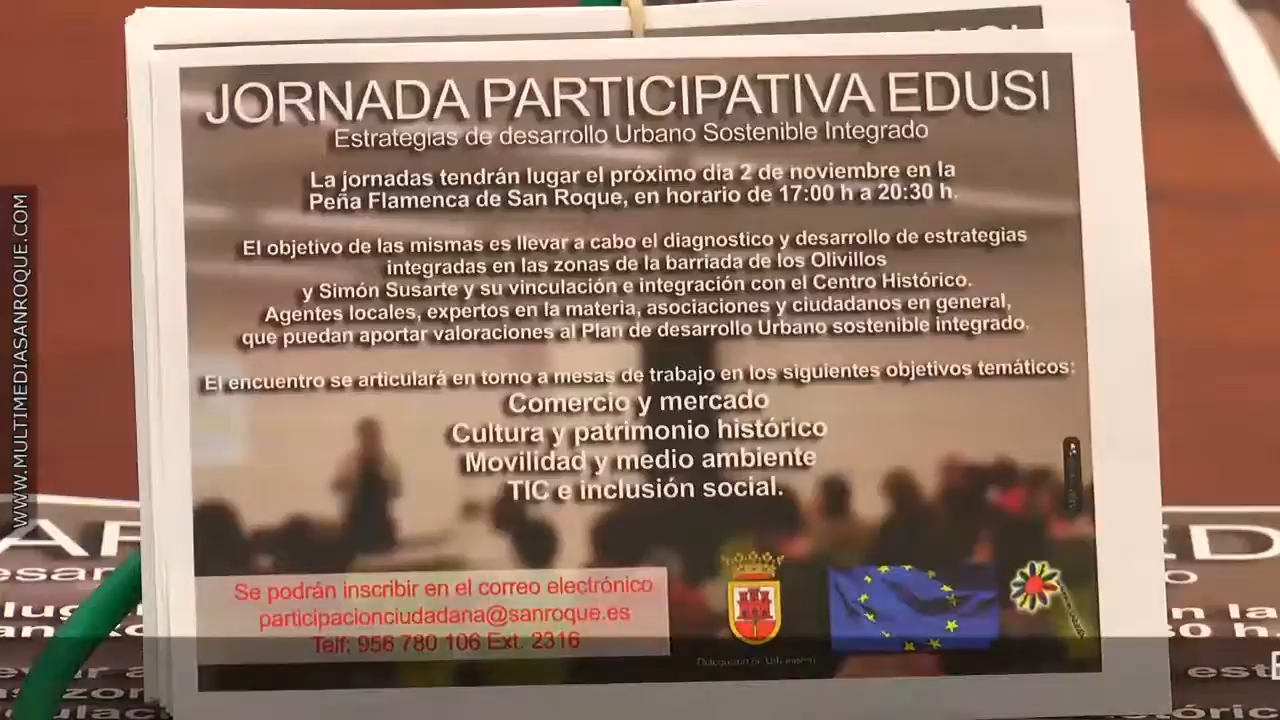 JORNADA PARTICIPATIVA EDUSI
Estrategias de desarrollo Urbano Sostenible Integrado
La jornadas tendrán lugar el próximo día 2 de noviembre en la
Peña Flamenca de San Roque, en horario de 17:00 h a 20:30 h.
El objetivo de las mismas es llevar a cabo el diagnostico y desarrollo de estrategias
integradas en las zonas de la barriada de los Olivillos
y Simón Susarte y su vinculación e integración con el Centro Histórico.
Agentes locales, expertos en la materia, asociaciones y ciudadanos en general,
que puedan aportar valoraciones al Plan de desarrollo Urbano sostenible integrado.
El encuentro se articulará en torno a mesas de trabajo en los siguientes objetivos temáticos:
Comercio y mercado
Cultura y patrimonio histórico
Movilidad y medio ambiente
TIC e inclusión social.
Se podrán inscribir en el correo electrónico
participacionciudadana@sanroque.es
Telf: 956 780 106 Ext. 2316
WWW.MULTIMEDIASANROQUE.COM